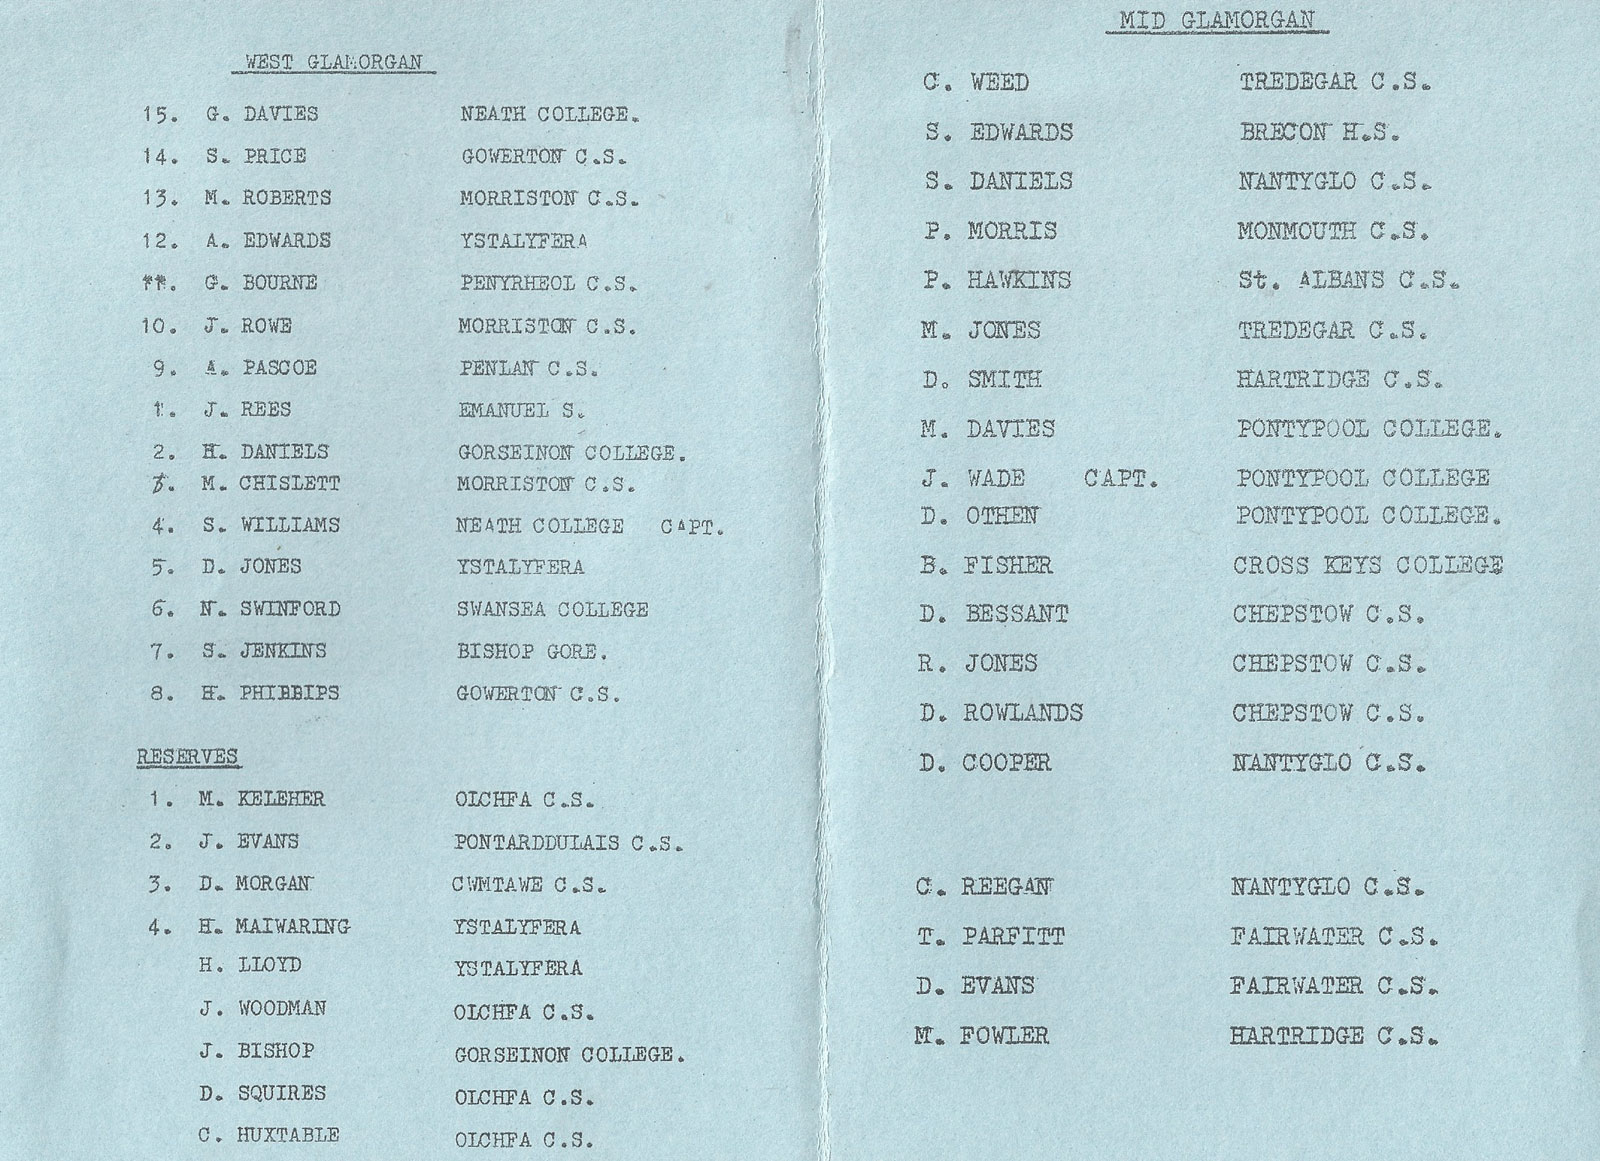 WEST GLAMORGAN
15. G. DAVIES NEATH COLLEGE.
14. S. PRICE GOWERTON C.S.
13. M. ROBERTS MORRISTON C.S.
12. A. EDWARDS YSTALYFERA
11. G. BOURNE PENYRHEOL C.S.
10. J. ROWE MORRISTON C.S.
9. A. PASCOE PENLAN C.S.
1. J. REES EMANUEL S.
2. H. DANIELS GORSEINON COLLEGE.
3. M. CHISLETT MORRISTON C.S.
4. S. WILLIAMS NEATH COLLEGE CAPT.
5. D. JONES YSTALYFERA
6. N. SWINFORD SWANSEA COLLEGE
7. S. JENKINS BISHOP GORE.
8. H. PHIBBIPS GOWERTON C.S.
RESERVES
1. M. KELEHER OLCHFA C.S.
2. J. EVANS PONTARDDULAIS C.S.
3. D. MORGAN CWMTAWE C.S.
4. H. MAIWARING YSTALYFERA
H. LLOYD YSTALYFERA
J. WOODMAN OLCHFA C.S.
J. BISHOP GORSEINON COLLEGE.
D. SQUIRES OLCHFA C.S.
C. HUXTABLE OLCHFA C.S.
MID GLAMORGAN
C. WEED TREDEGAR C.S.
S. EDWARDS BRECON H.S.
S. DANIELS NANTYGLO C.S.
P. MORRIS MONMOUTH C.S.
P. HAWKINS St. ALBANS C.S.
M. JONES TREDEGAR C.S.
D. SMITH HARTRIDGE C.S.
M. DAVIES PONTYPOOL COLLEGE.
J. WADE CAPT. PONTYPOOL COLLEGE
D. OTHEN PONTYPOOL COLLEGE.
B. FISHER CROSS KEYS COLLEGE
D. BESSANT CHEPSTOW C.S.
R. JONES CHEPSTOW C.S.
D. ROWLANDS CHEPSTOW C.S.
D. COOPER NANTYGLO C.S.
C. REEGAN NANTYGLO C.S.
T. PARFITT FAIRWATER C.S.
D. EVANS FAIRWATER C.S.
M. FOWLER HARTRIDGE C.S.